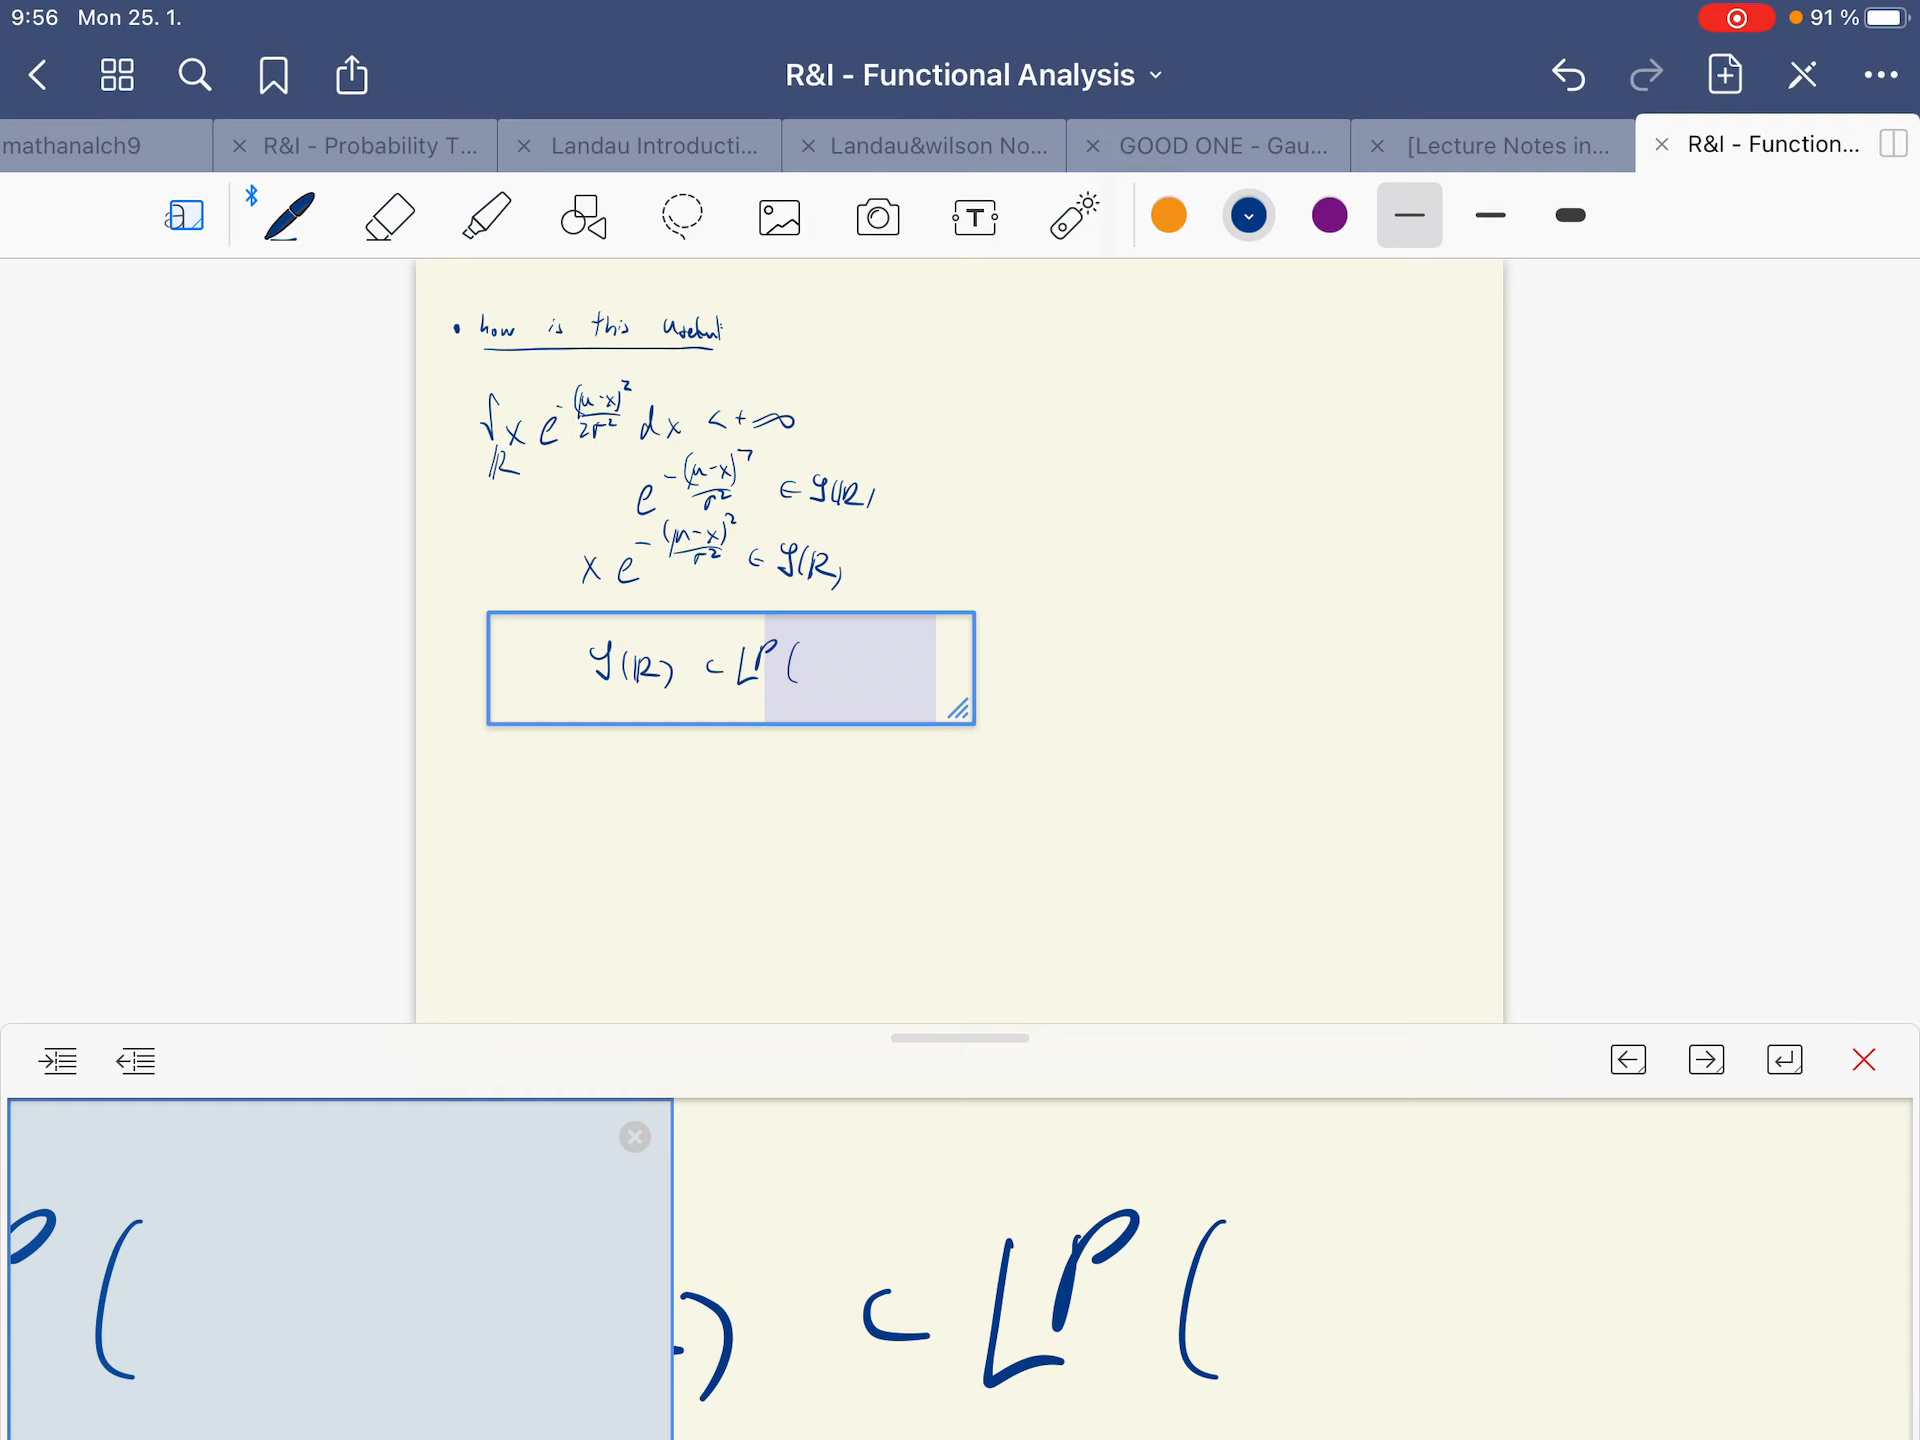 9:56 Mon 25. 1. 91 %
R&I - Functional Analysis
mathanalch9 R&I - Probability T... Landau Introducti... Landau&wilson No... GOOD ONE - Gau... [Lecture Notes in... R&I - Function...
T
• how is this useful
∫_ℝ x e^{-(μ-x)²/2σ²} dx < +∞
e^{-(μ-x)²/σ²} ∈ 𝒮(ℝ)
x e^{-(μ-x)²/σ²} ∈ 𝒮(ℝ)
𝒮(ℝ) ⊂ L^p (
p ( ) ⊂ L^p (